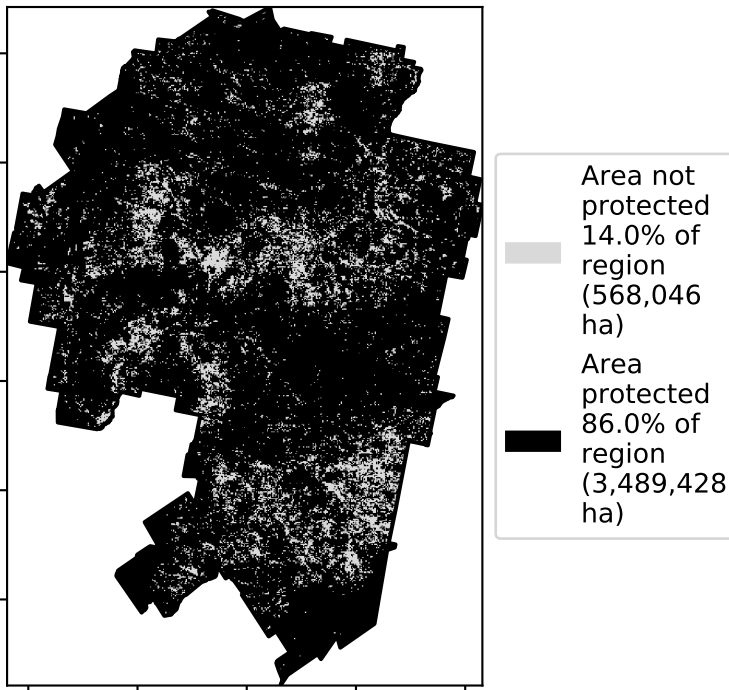 Area not
protected
14.0% of
region
(568,046
ha)
Area
protected
86.0% of
region
(3,489,428
ha)